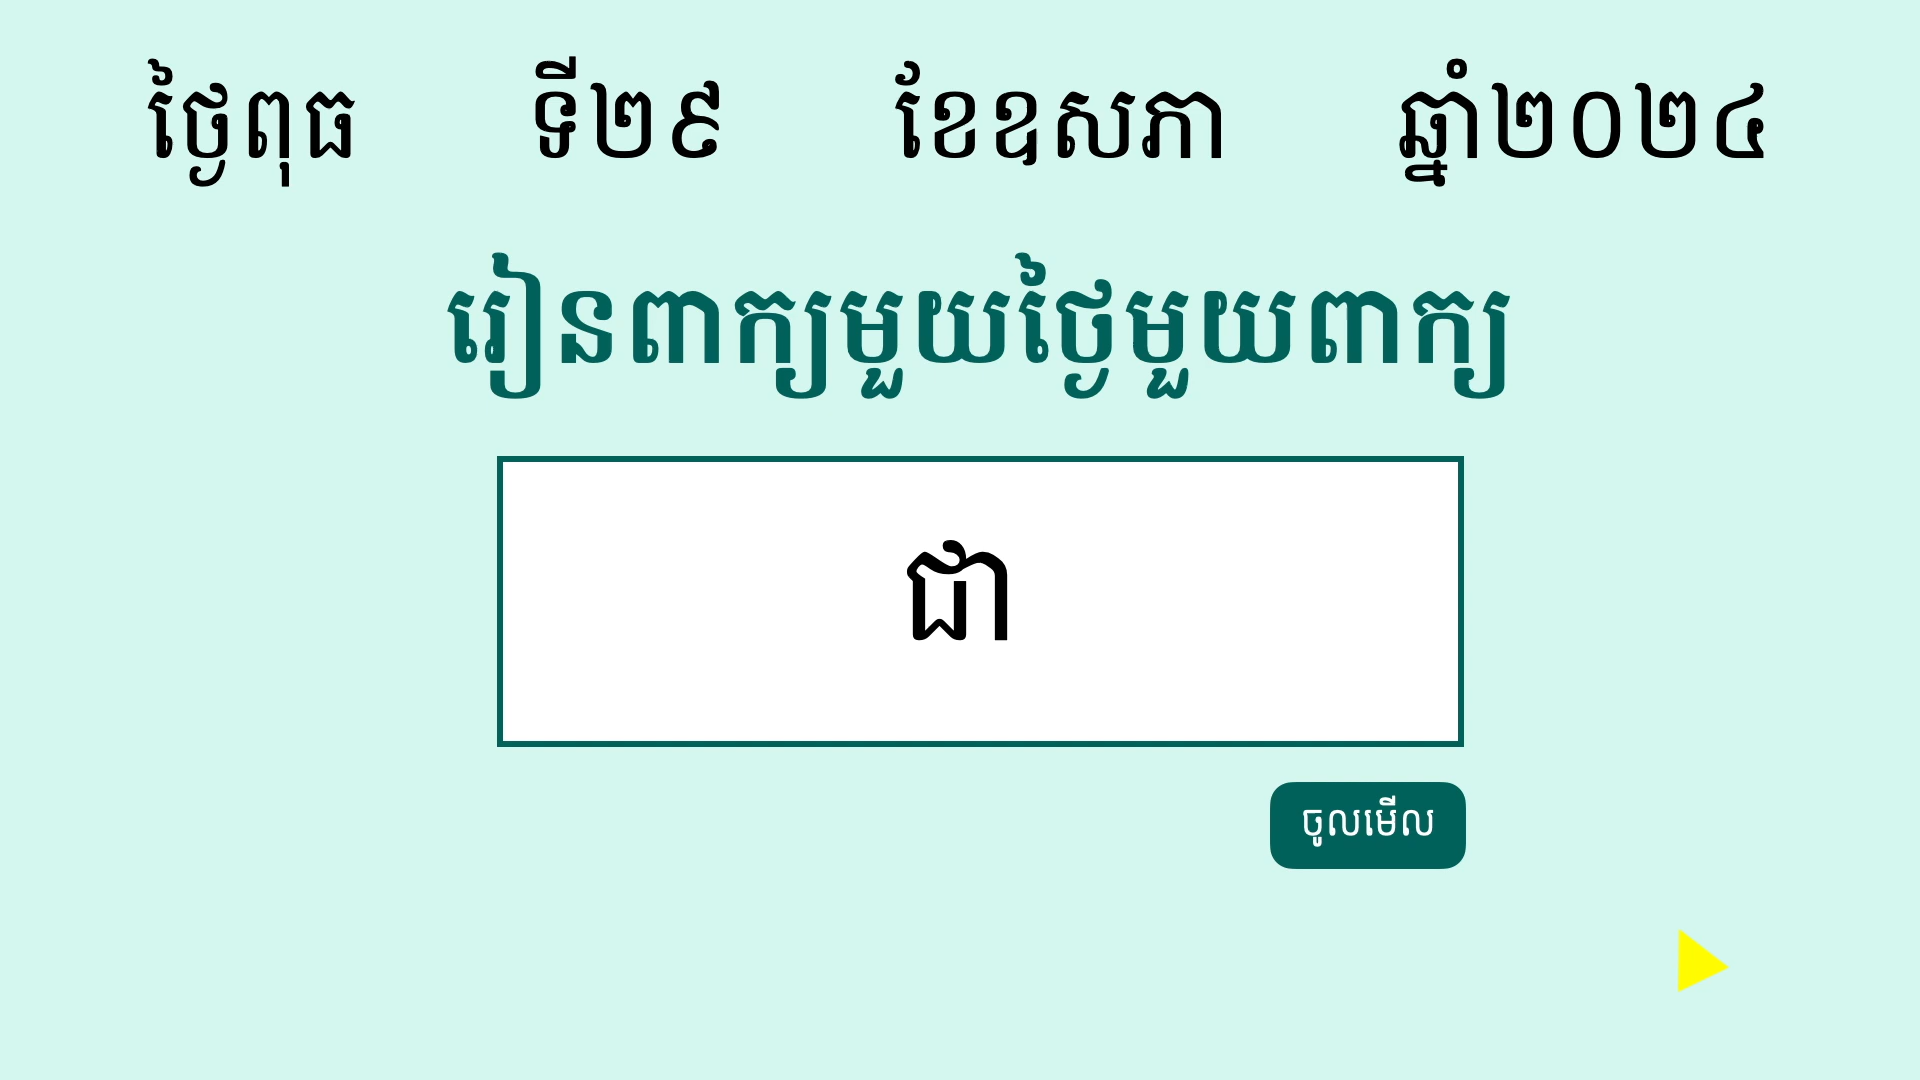 ថ្ងៃពុធ ទី២៩ ខែឧសភា ឆ្នាំ២០២៤
រៀនពាក្យមួយថ្ងៃមួយពាក្យ
ជា
ចូលមើល